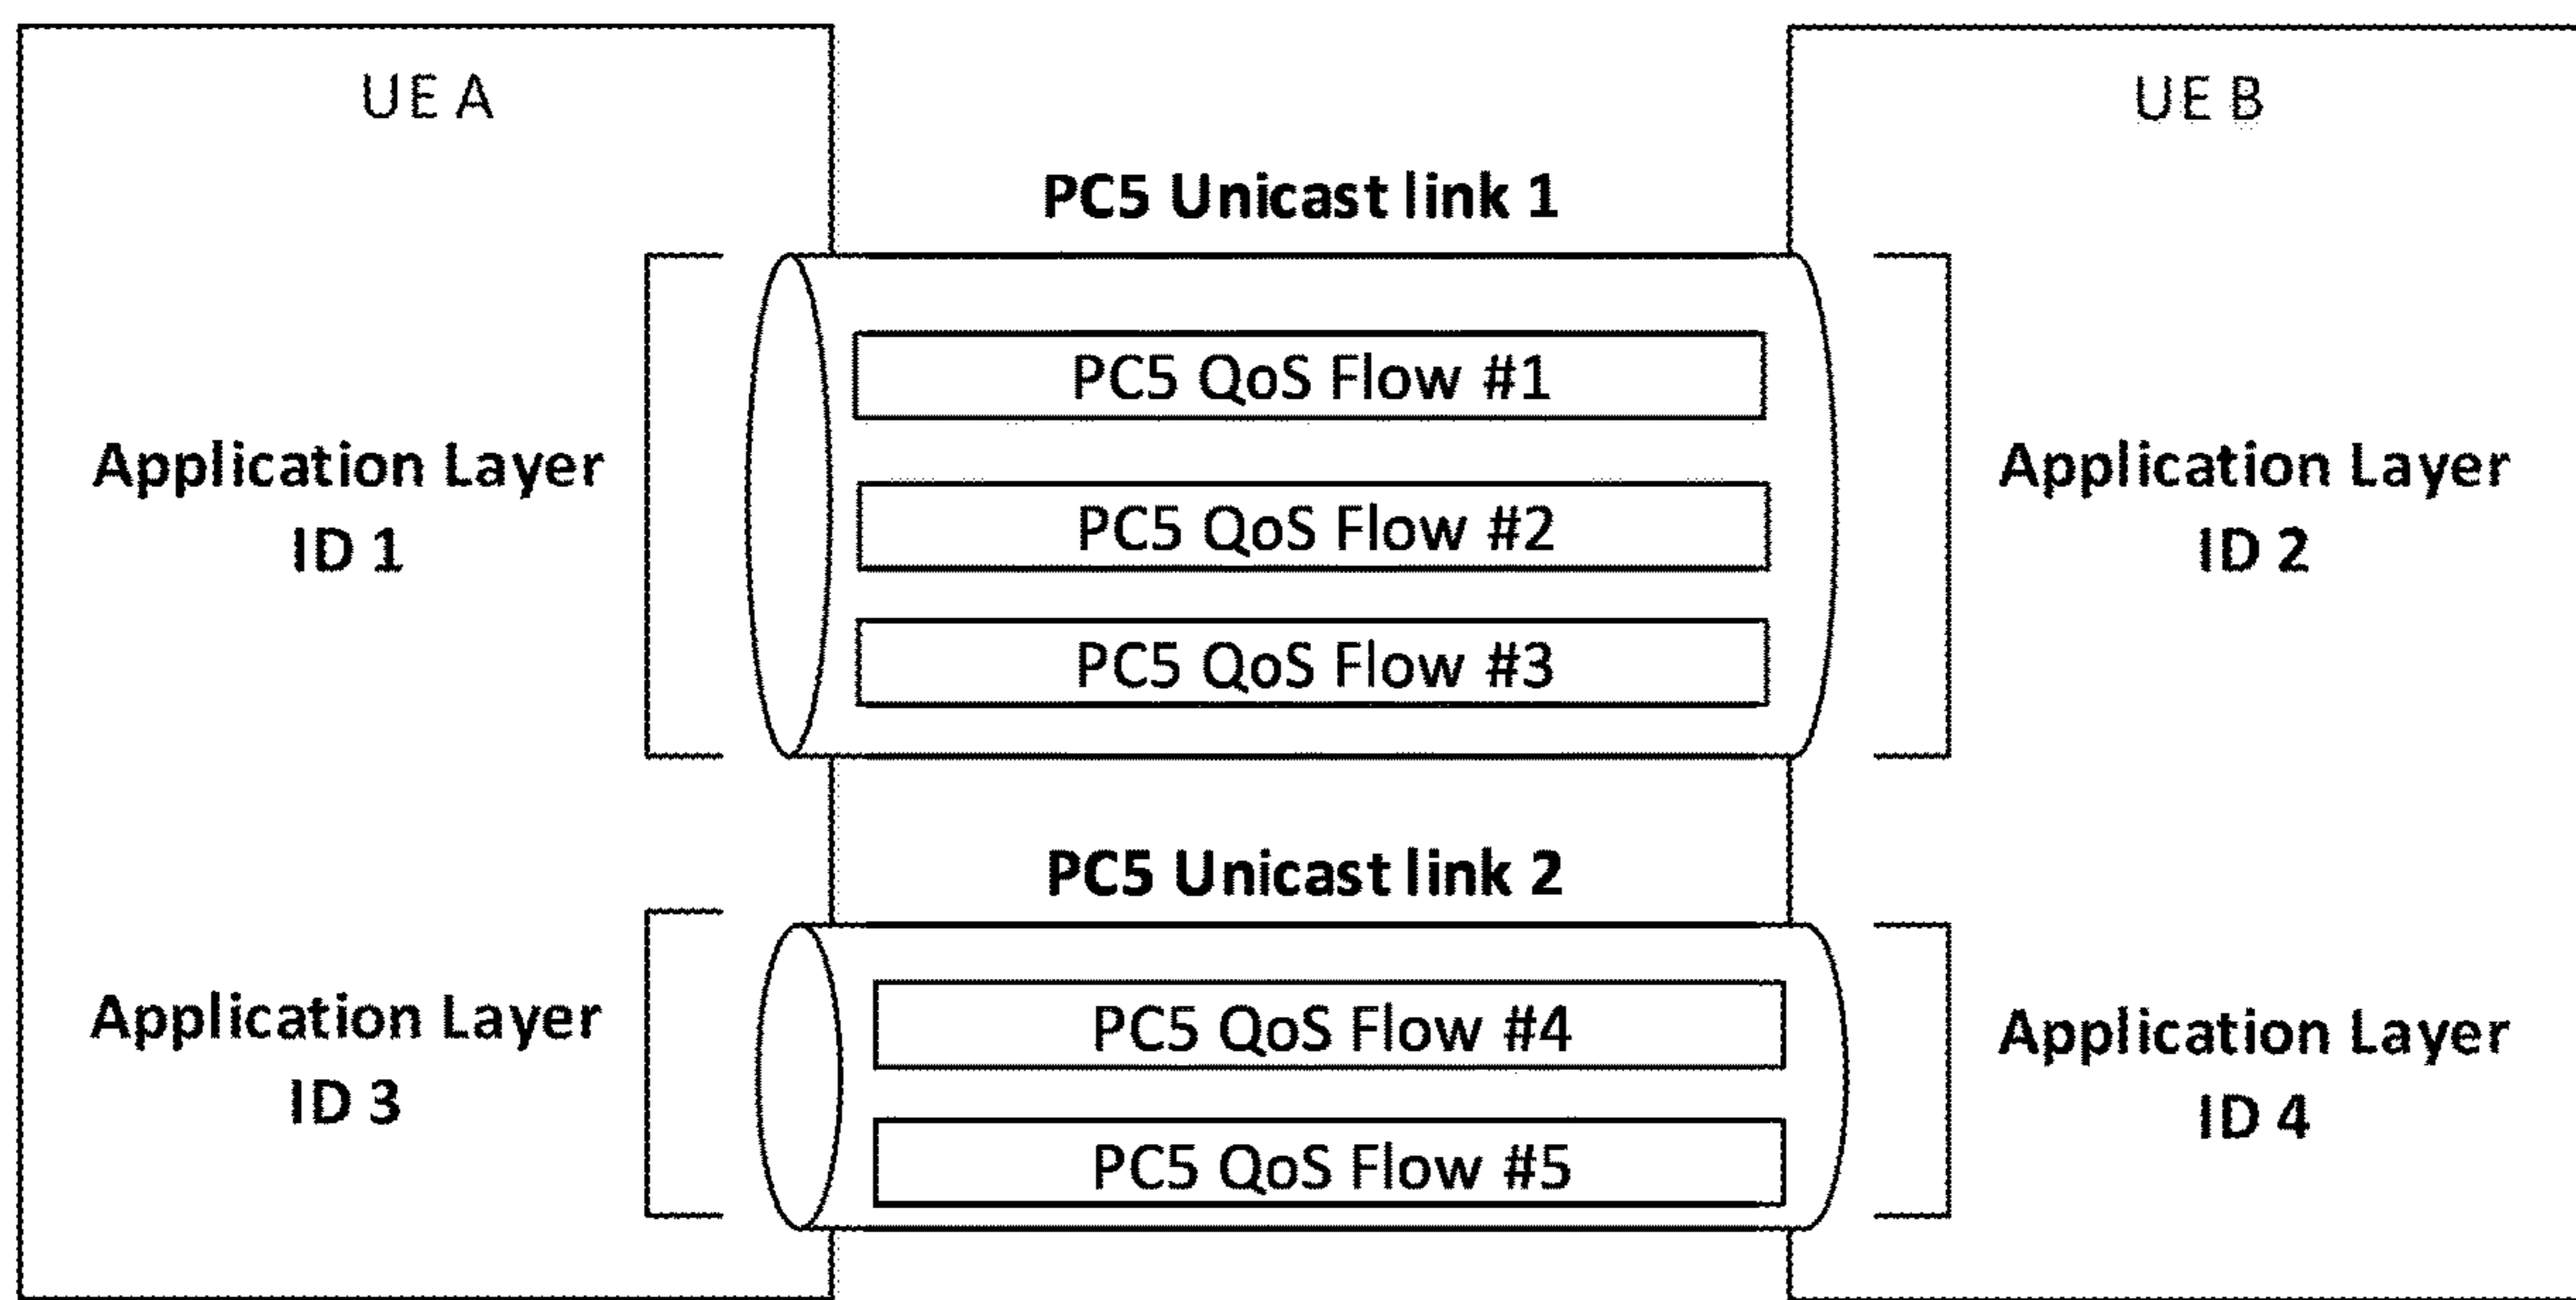 UE A
UE B
PC5 Unicast link 1
PC5 QoS Flow #1
PC5 QoS Flow #2
PC5 QoS Flow #3
Application Layer
ID 1
Application Layer
ID 2
PC5 Unicast link 2
PC5 QoS Flow #4
PC5 QoS Flow #5
Application Layer
ID 3
Application Layer
ID 4